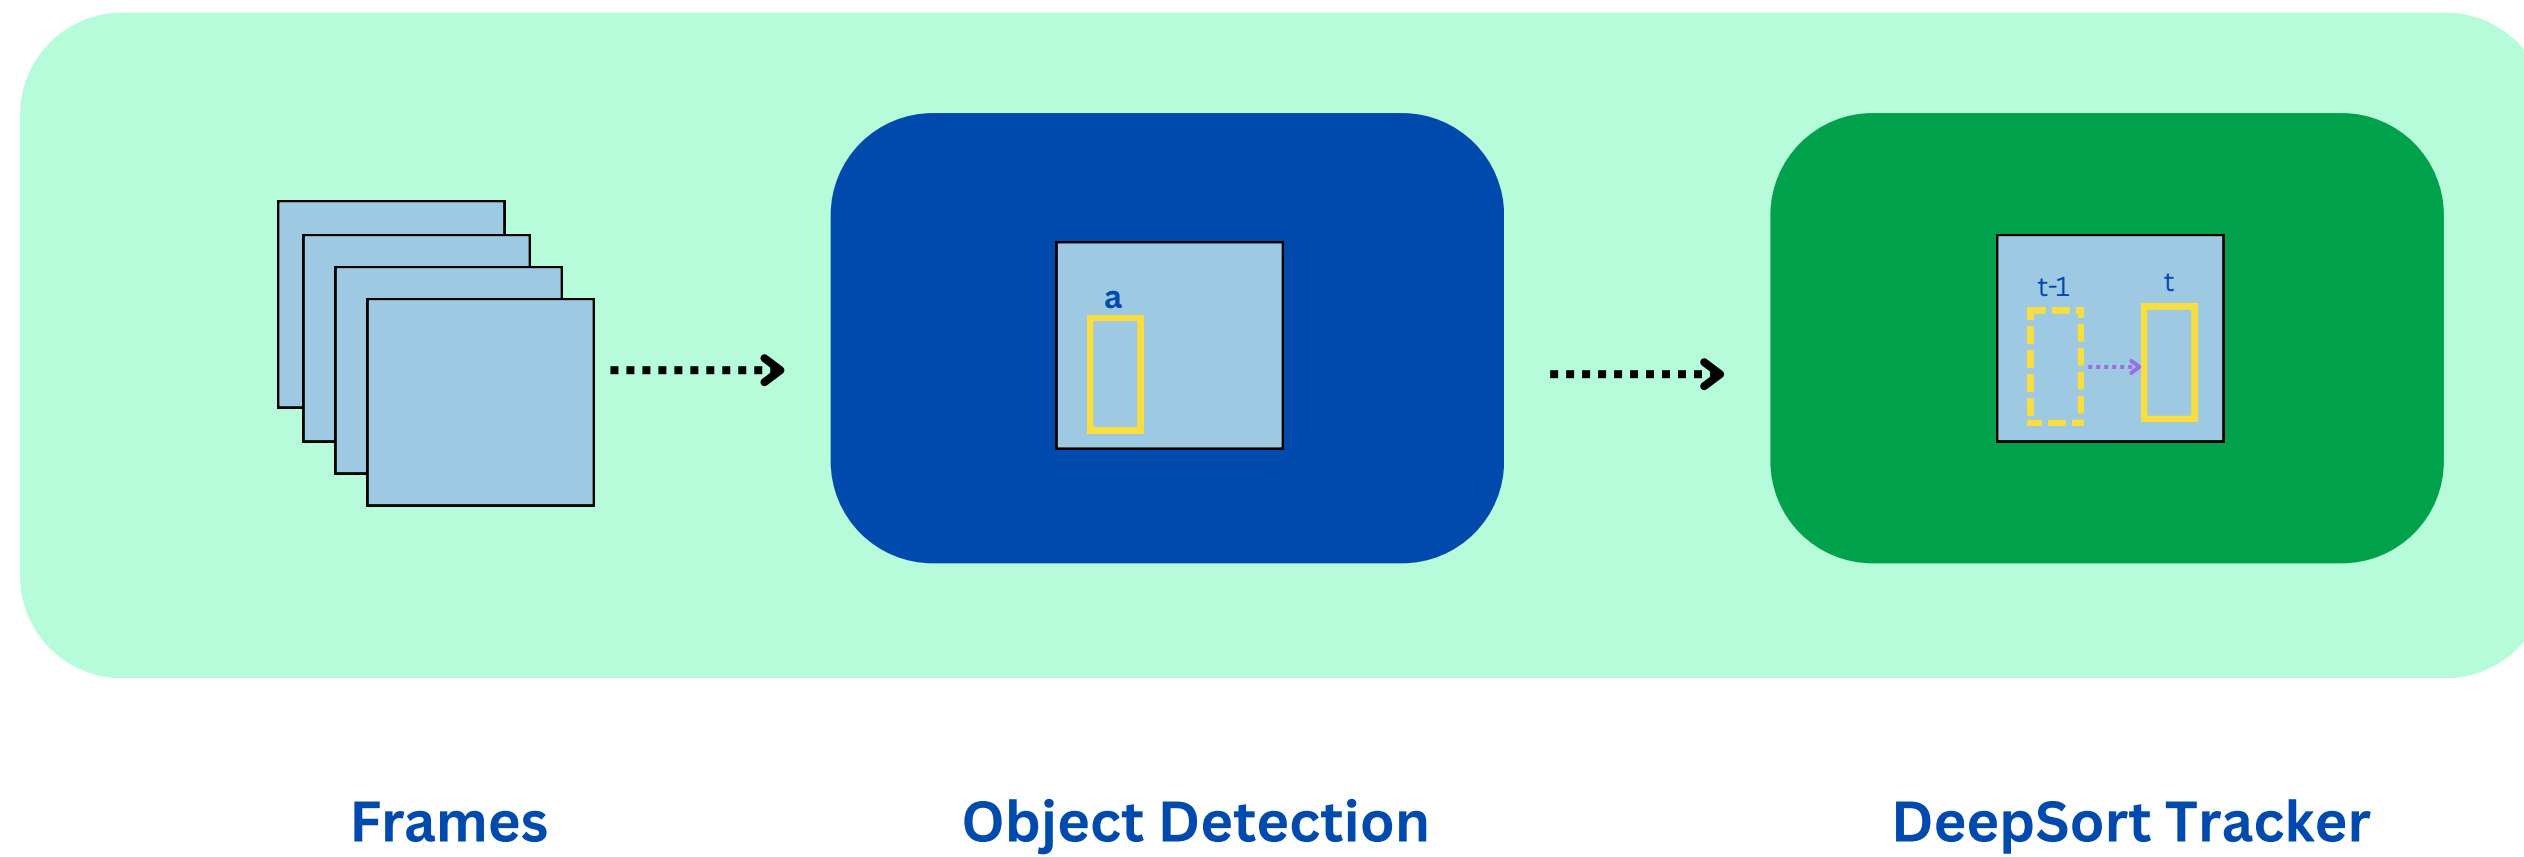 a
t-1
t
Frames
Object Detection
DeepSort Tracker